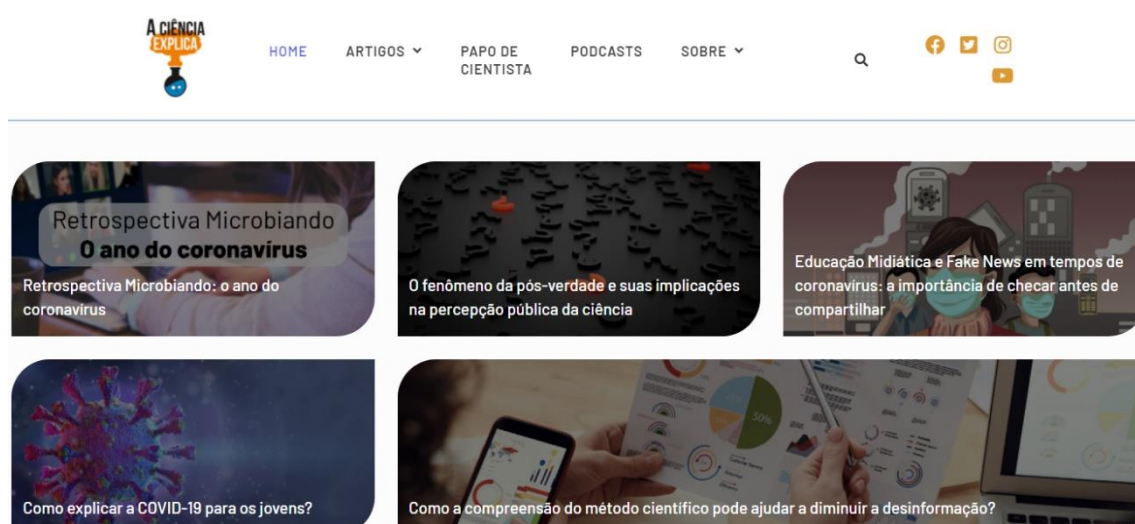 A CIÊNCIA
EXPLICA
HOME
ARTIGOS
PAPO DE
CIENTISTA
PODCASTS
SOBRE
Retrospectiva Microbiando
O ano do coronavírus
Retrospectiva Microbiando: o ano do
coronavírus
O fenômeno da pós-verdade e suas implicações
na percepção pública da ciência
Educação Midiática e Fake News em tempos de
coronavírus: a importância de checar antes de
compartilhar
50%
Como explicar a COVID-19 para os jovens?
Como a compreensão do método científico pode ajudar a diminuir a desinformação?